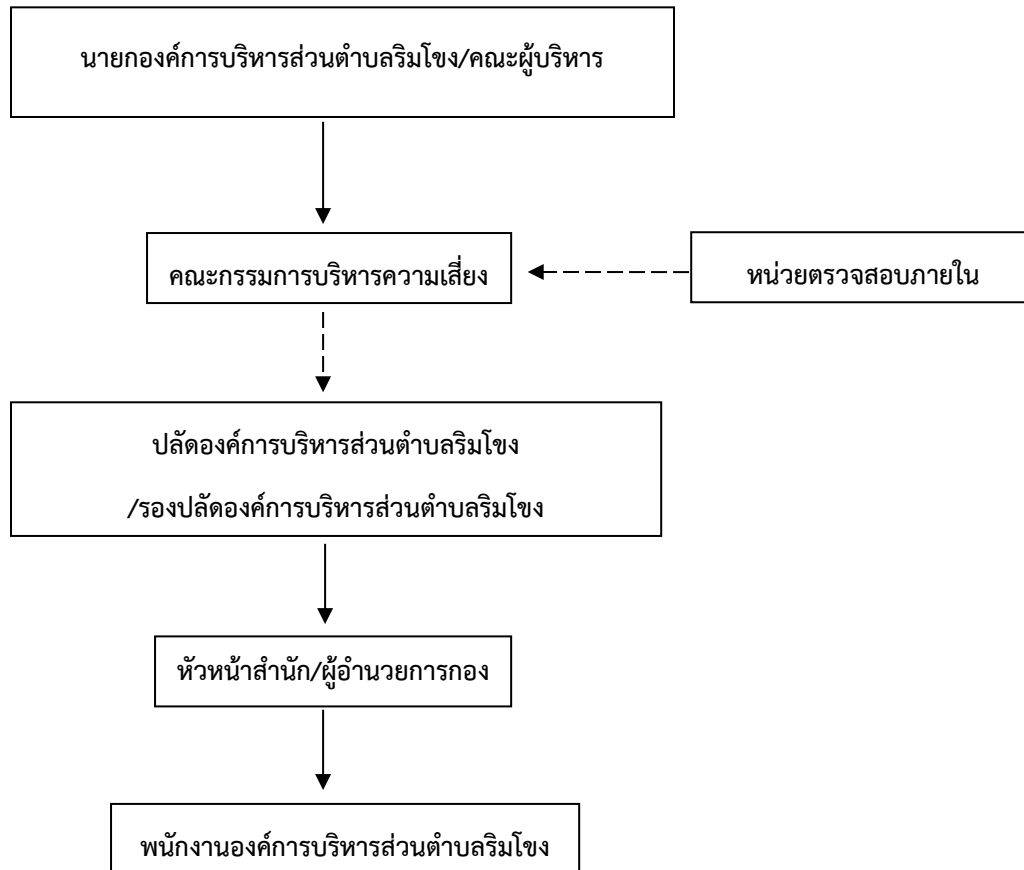 นายกองค์การบริหารส่วนตำบลริมโขง/คณะผู้บริหาร
คณะกรรมการบริหารความเสี่ยง
หน่วยตรวจสอบภายใน
ปลัดองค์การบริหารส่วนตำบลริมโขง
/รองปลัดองค์การบริหารส่วนตำบลริมโขง
หัวหน้าสำนัก/ผู้อำนวยการกอง
พนักงานองค์การบริหารส่วนตำบลริมโขง